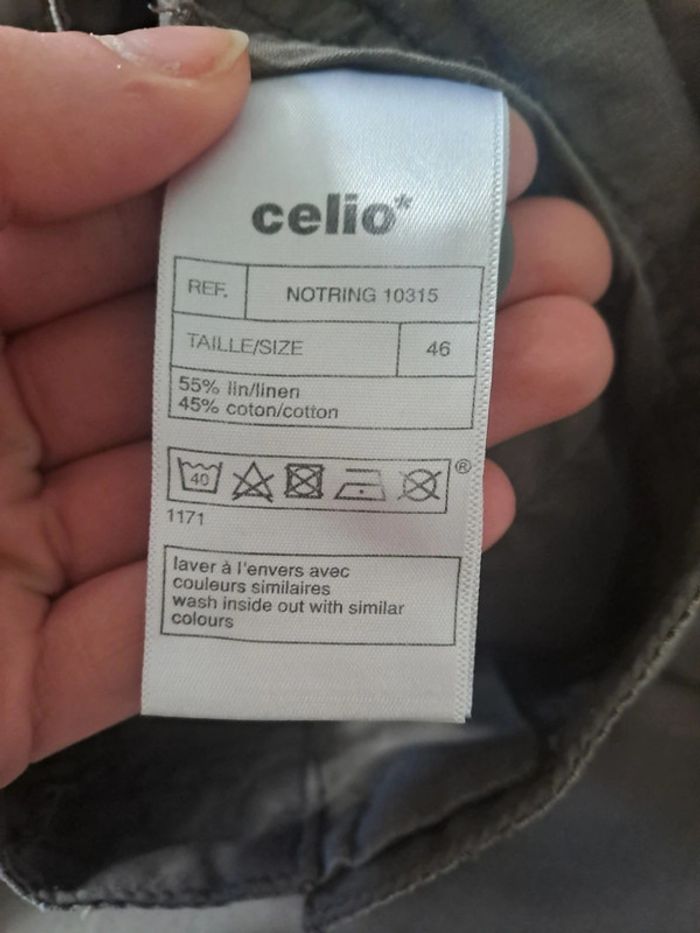 celio*
REF. NOTRING 10315
TAILLE/SIZE 46
55% lin/linen
45% coton/cotton
40
®
1171
laver à l'envers avec
couleurs similaires
wash inside out with similar
colours